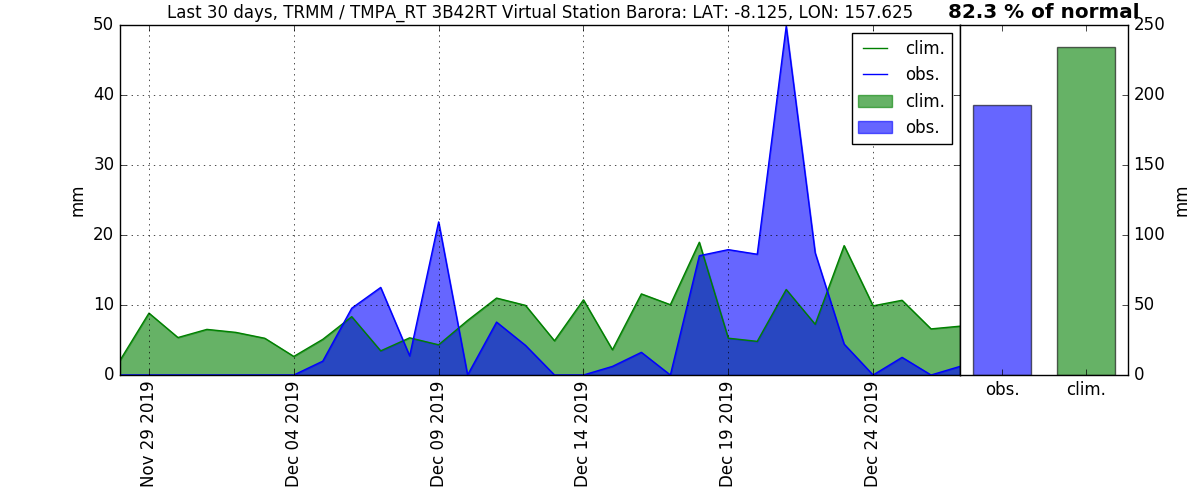 Last 30 days, TRMM / TMPA_RT 3B42RT Virtual Station Barora: LAT: -8.125, LON: 157.625
82.3 % of normal
50
40
30
20
10
0
mm
clim.
obs.
clim.
obs.
250
200
150
100
50
0
mm
Nov 29 2019
Dec 04 2019
Dec 09 2019
Dec 14 2019
Dec 19 2019
Dec 24 2019
obs.
clim.